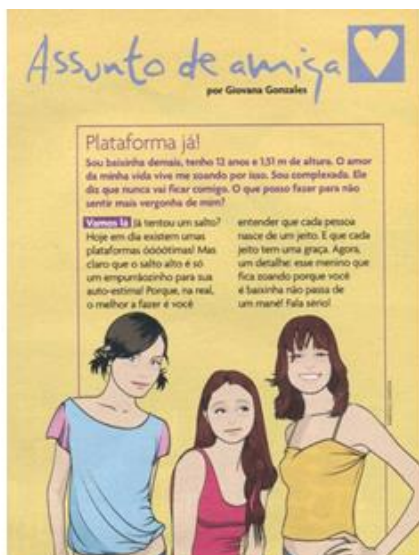 Assunto de amiga
por Giovana Gonzales
Plataforma já!
Sou baixinha demais, tenho 12 anos e 1,51 m de altura. O amor
da minha vida vive me zoando por isso. Sou complexada. Ele
diz que nunca vai ficar comigo. O que posso fazer para não
sentir mais vergonha de mim?
Vamos lá Já tentou um salto?
Hoje em dia existem umas
plataformas óóóótimas! Mas
claro que o salto alto é só
um empurrãozinho para sua
auto-estima! Porque, na real,
o melhor a fazer é você
entender que cada pessoa
nasce de um jeito. E que cada
jeito tem uma graça. Agora,
um detalhe: esse menino que
fica zoando porque você
é baixinha não passa de
um mané! Fala sério!